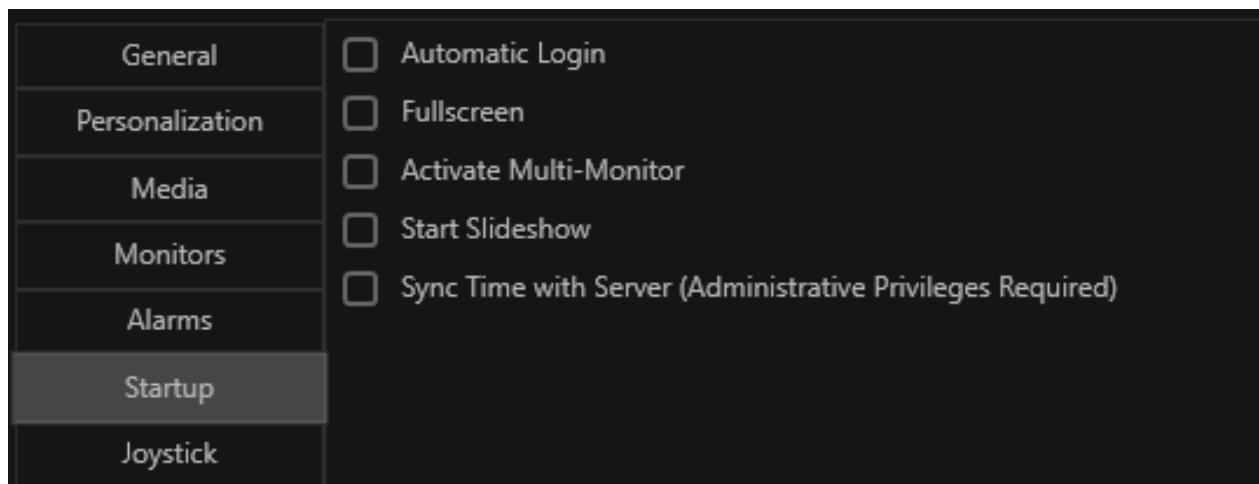 General
Personalization
Media
Monitors
Alarms
Startup
Joystick
Automatic Login
Fullscreen
Activate Multi-Monitor
Start Slideshow
Sync Time with Server (Administrative Privileges Required)